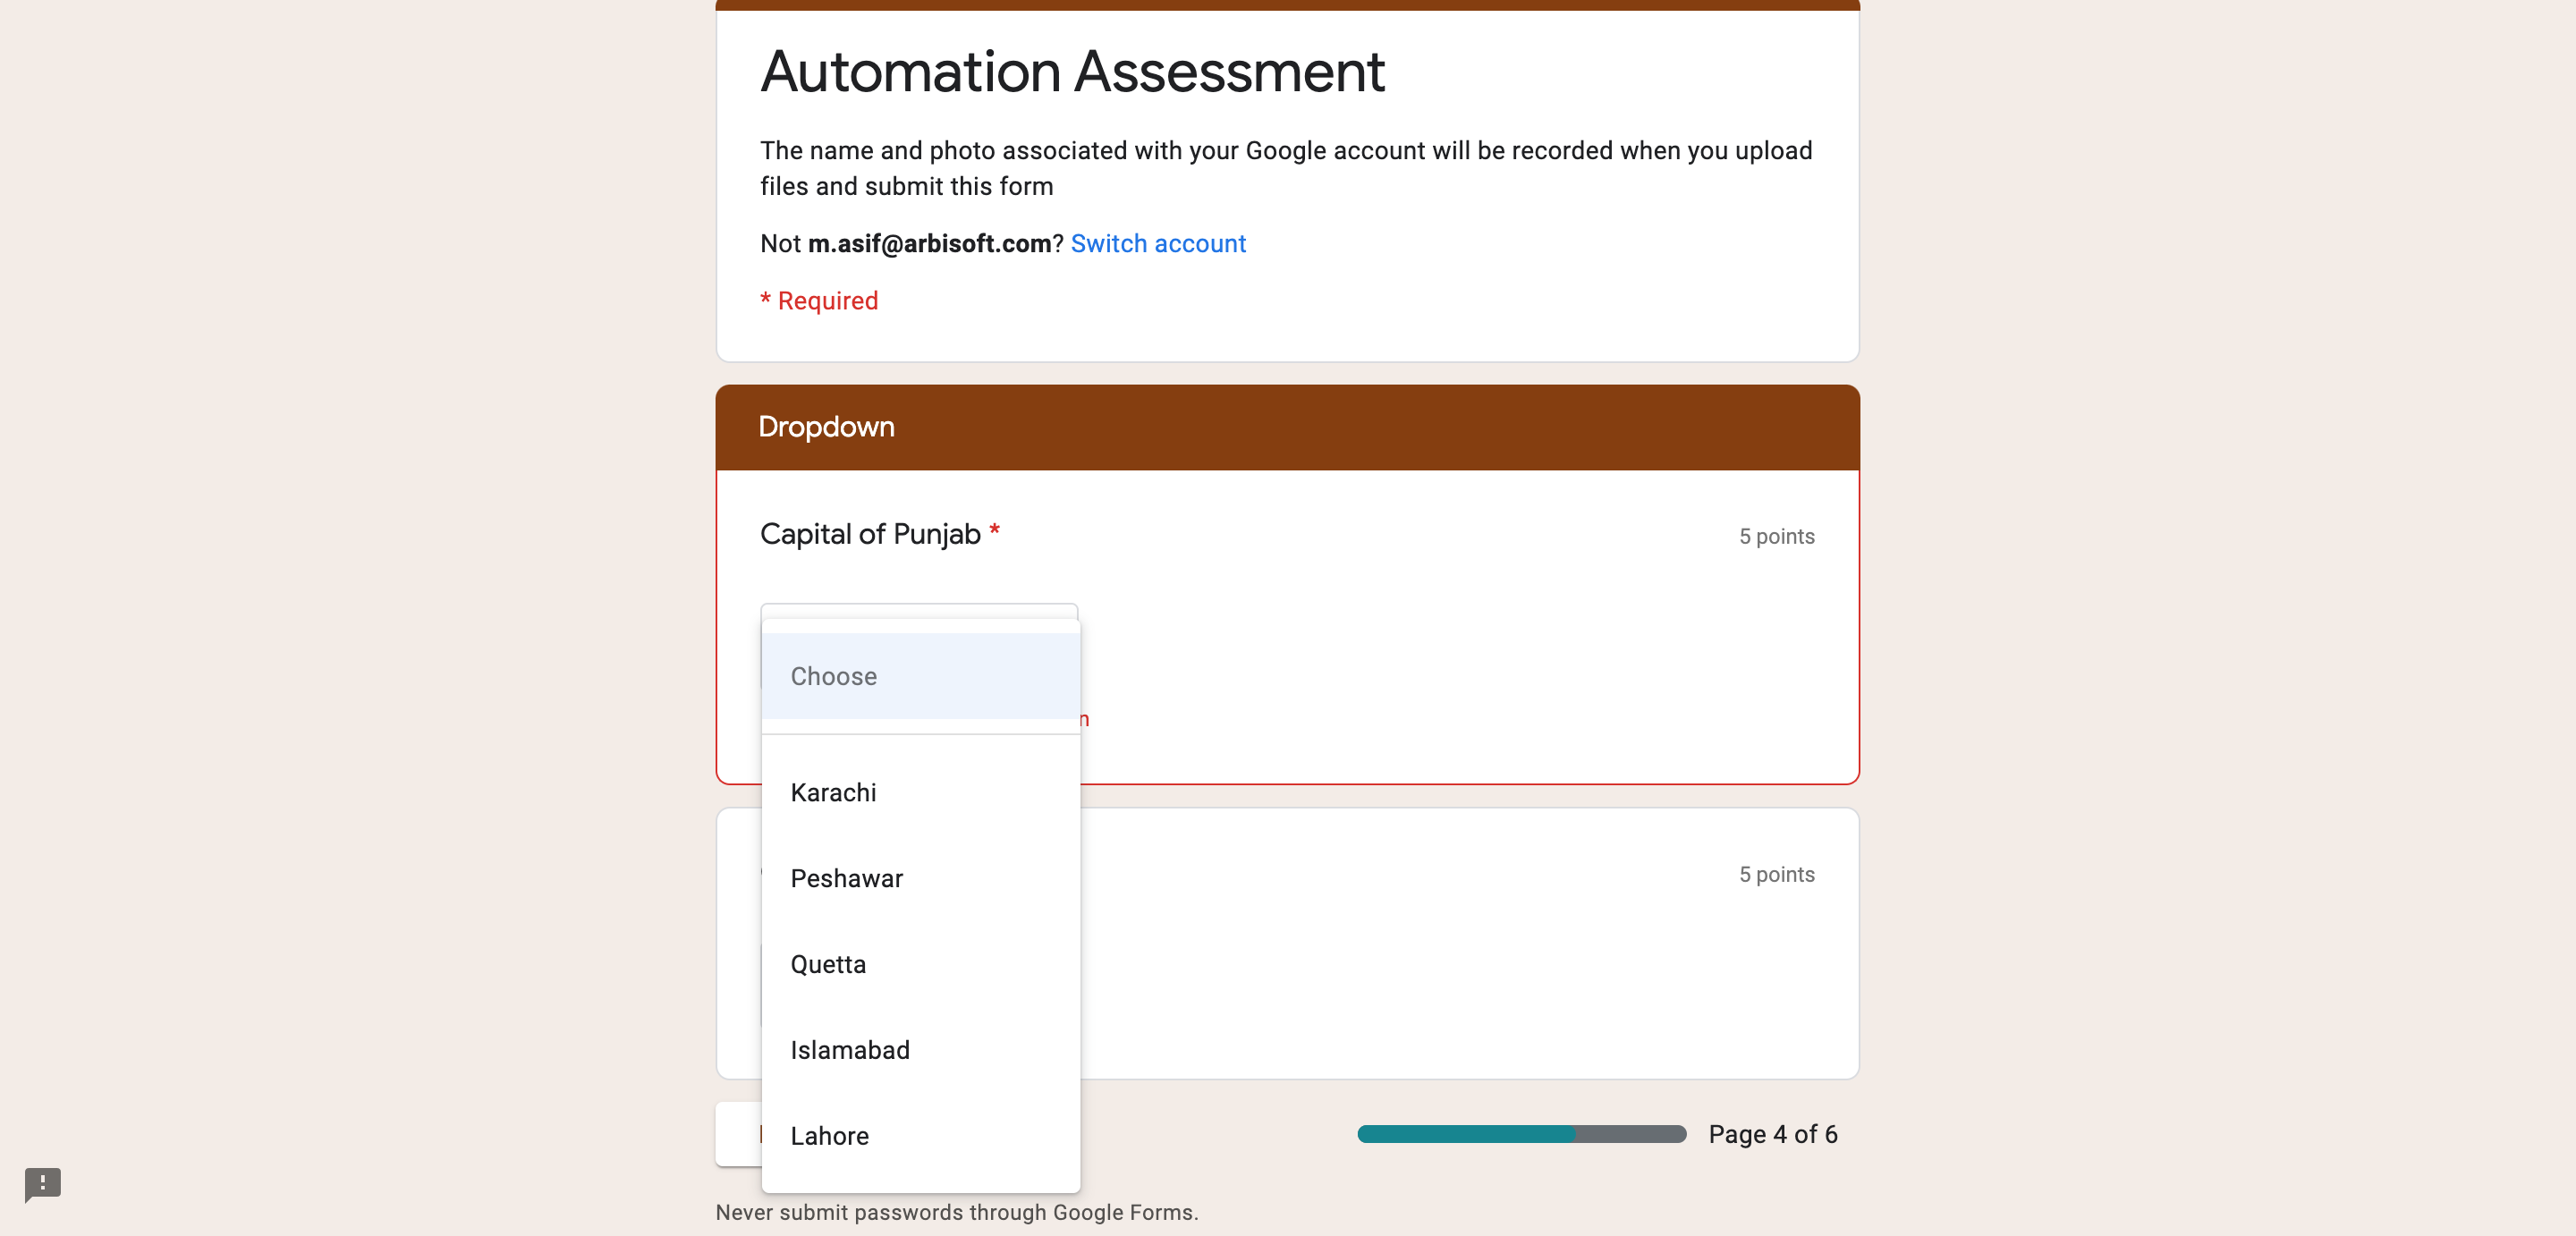 Automation Assessment
The name and photo associated with your Google account will be recorded when you upload
files and submit this form
Not m.asif@arbisoft.com? Switch account
* Required
Dropdown
Capital of Punjab *
5 points
Choose
Karachi
Peshawar
5 points
Quetta
Islamabad
Lahore
Page 4 of 6
Never submit passwords through Google Forms.